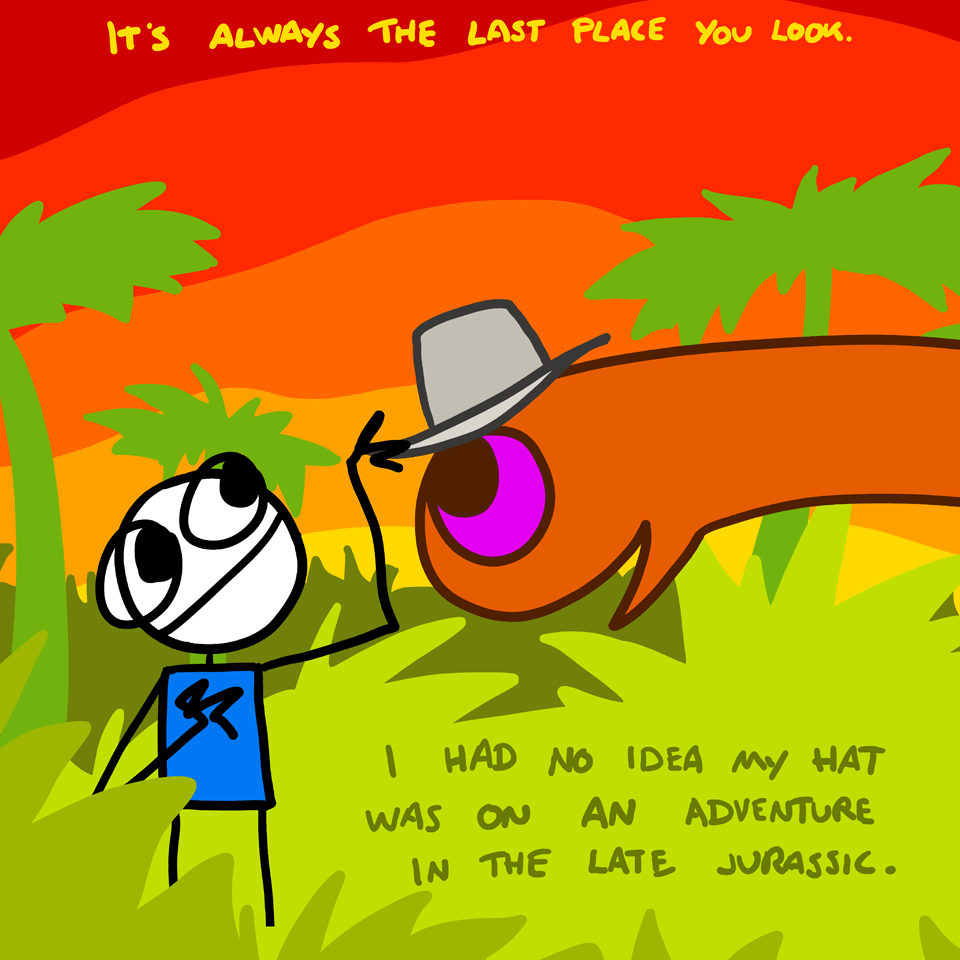 IT'S ALWAYS THE LAST PLACE YOU LOOK.
I HAD NO IDEA MY HAT
WAS ON AN ADVENTURE
IN THE LATE JURASSIC.